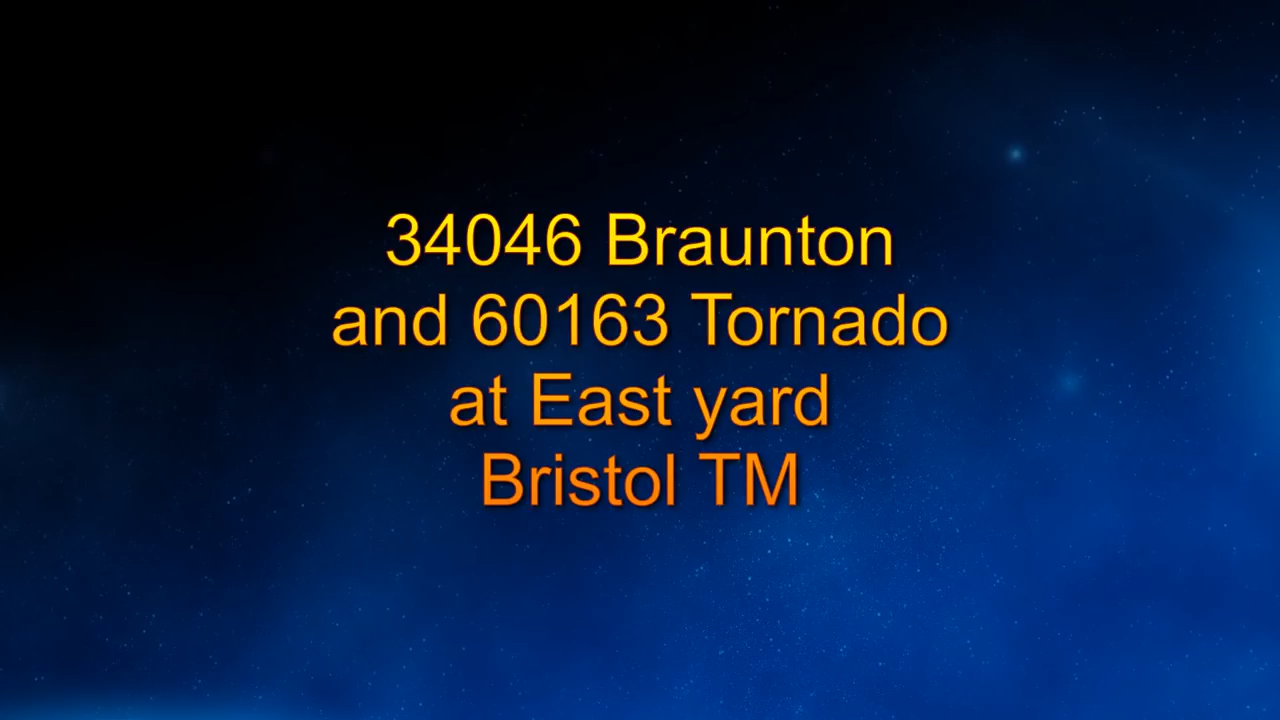 34046 Braunton
and 60163 Tornado
at East yard
Bristol TM